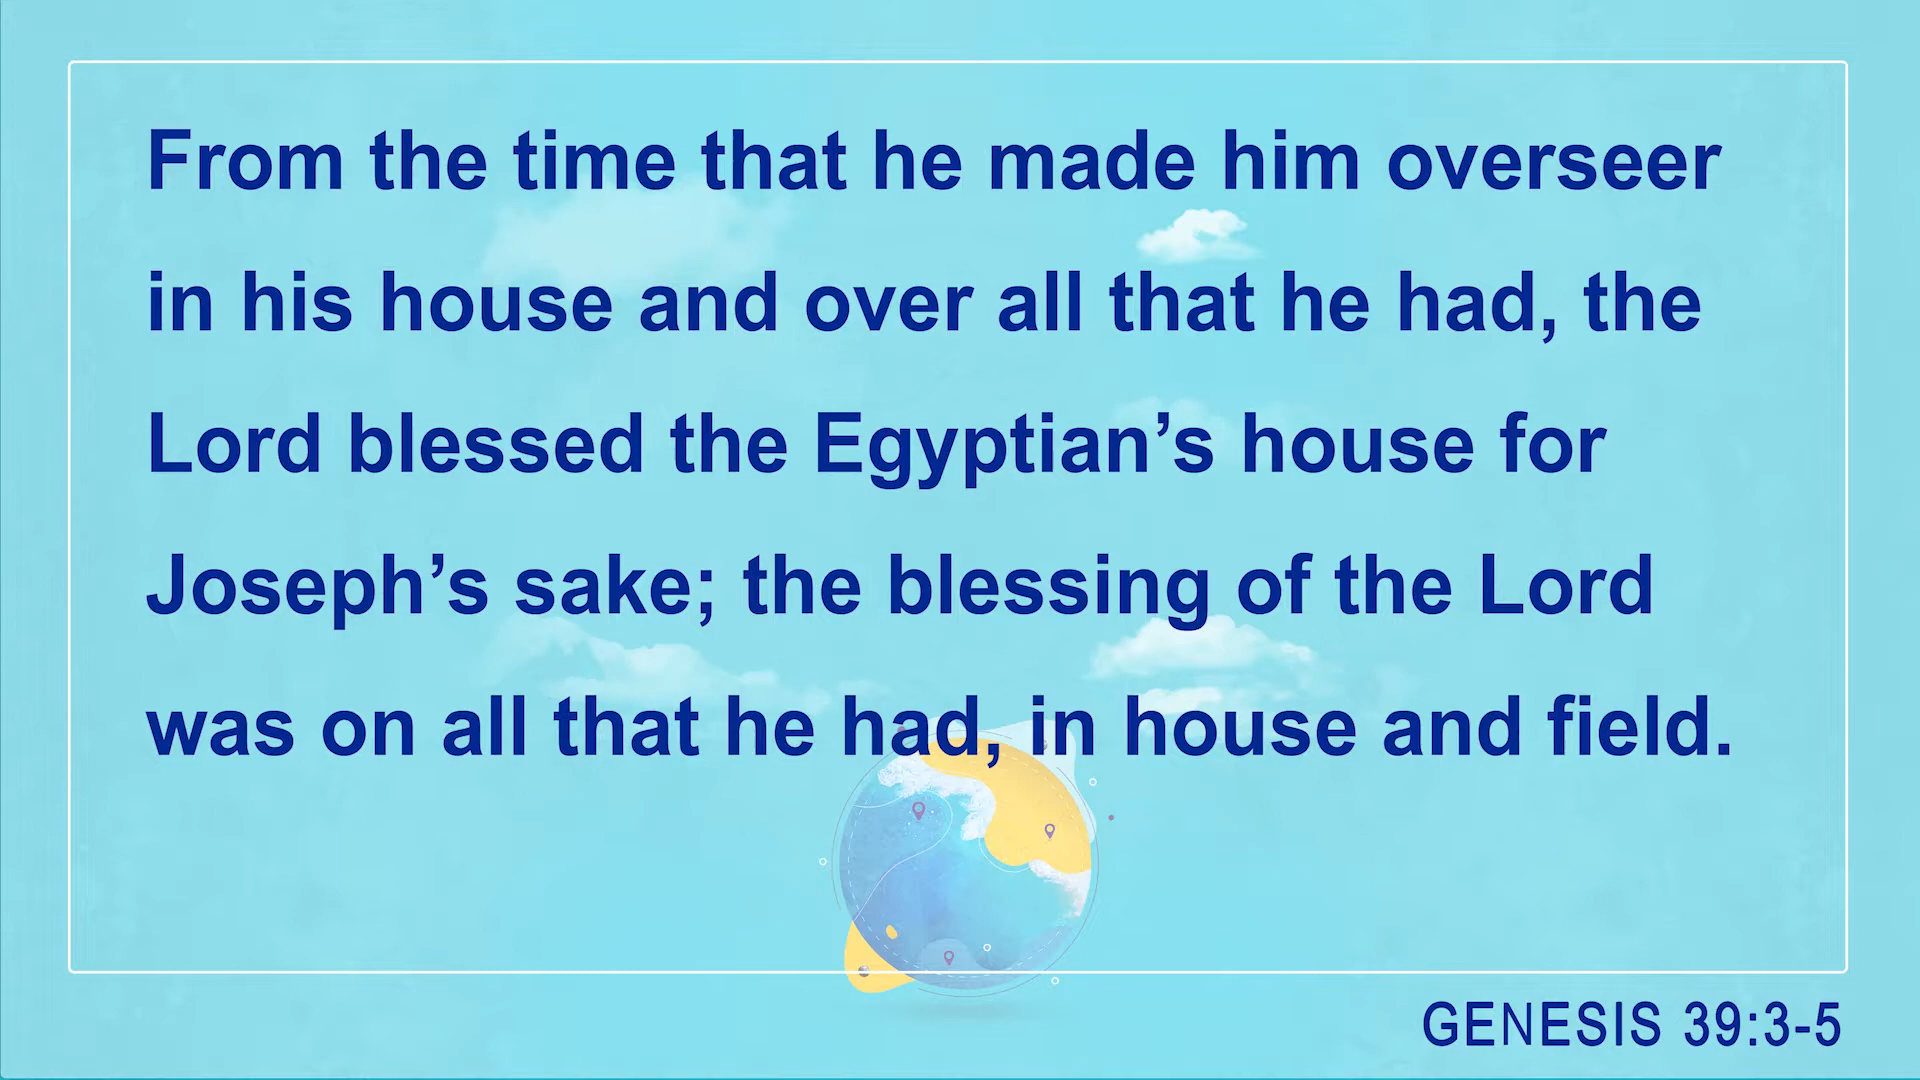 From the time that he made him overseer
in his house and over all that he had, the
Lord blessed the Egyptian’s house for
Joseph’s sake; the blessing of the Lord
was on all that he had, in house and field.
GENESIS 39:3-5